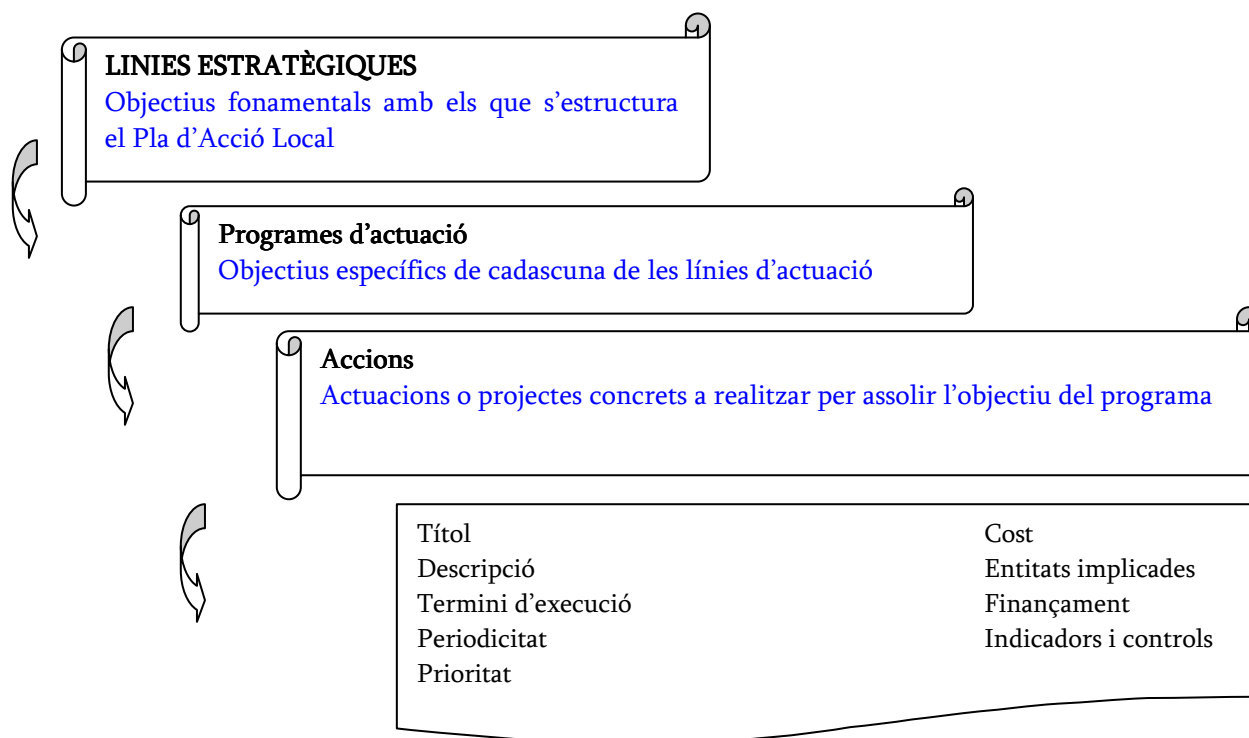 LINIES ESTRATÈGIQUES
Objectius fonamentals amb els que s’estructura
el Pla d’Acció Local
Programes d’actuació
Objectius específics de cadascuna de les línies d’actuació
Accions
Actuacions o projectes concrets a realitzar per assolir l’objectiu del programa
Títol
Descripció
Termini d’execució
Periodicitat
Prioritat
Cost
Entitats implicades
Finançament
Indicadors i controls